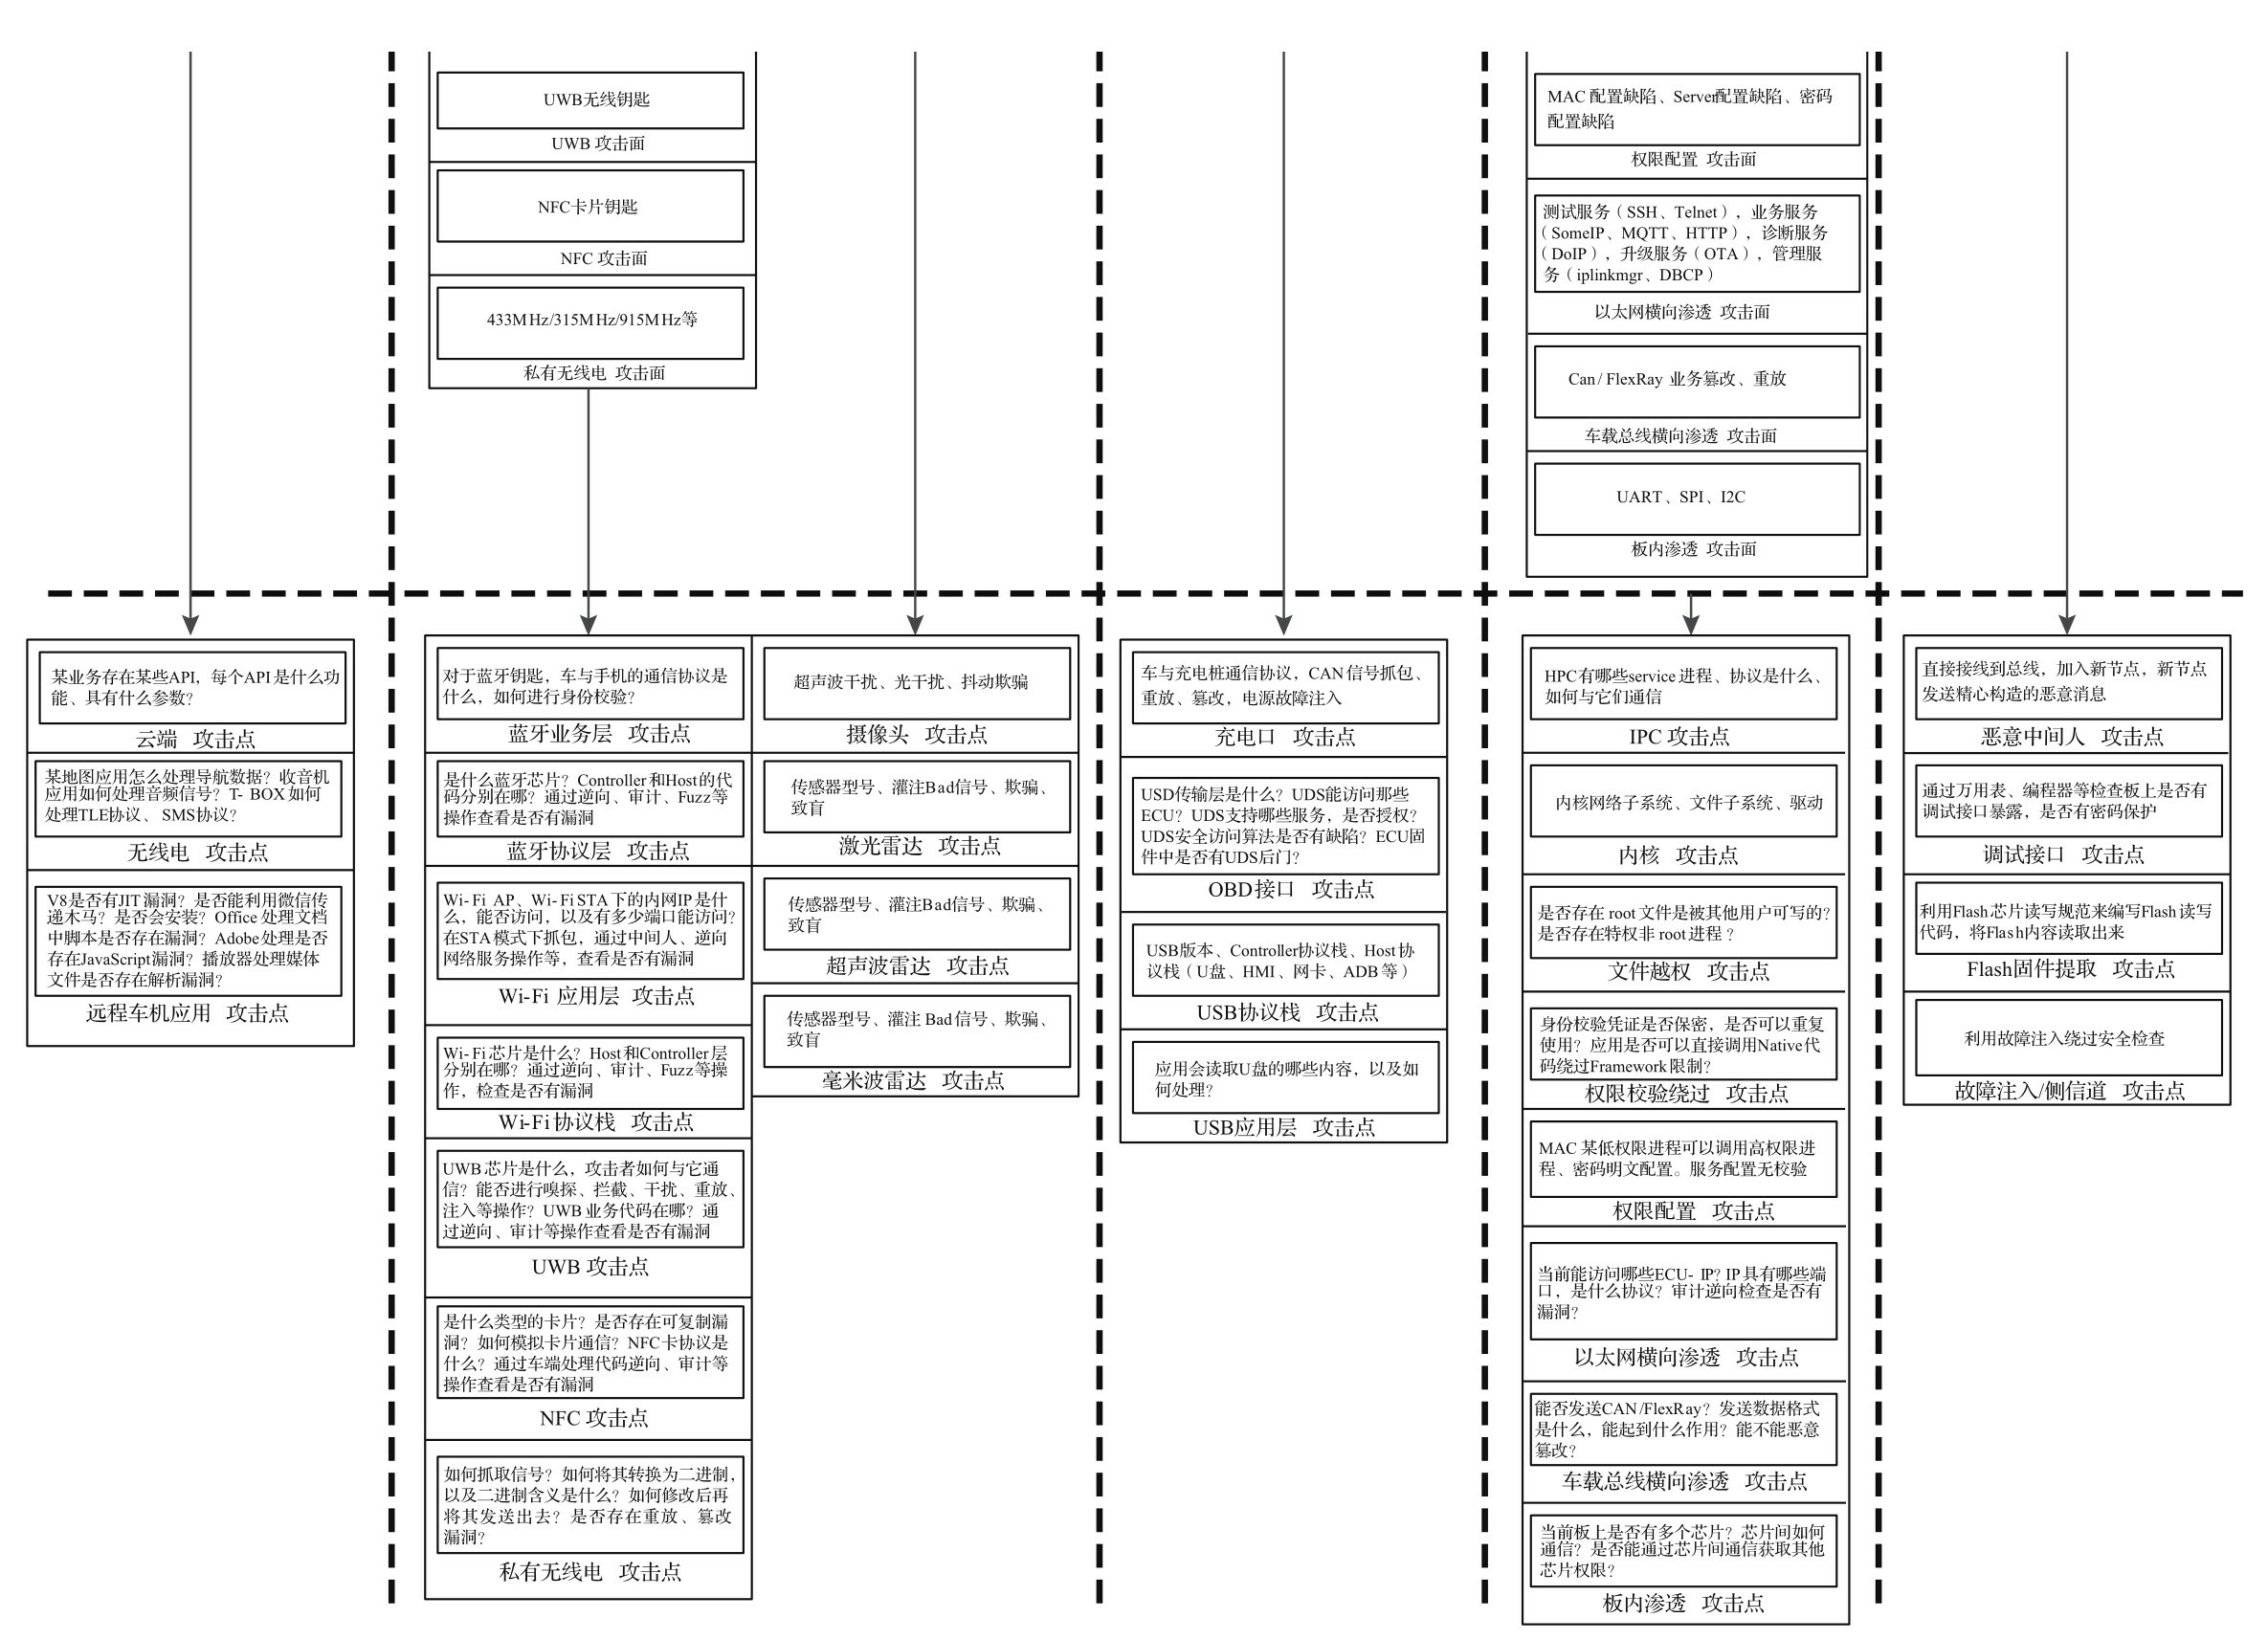 UWB无线钥匙
UWB 攻击面
NFC卡片钥匙
NFC 攻击面
433MHz/315MHz/915MHz等
私有无线电 攻击面
MAC 配置缺陷、Server配置缺陷、密码
配置缺陷
权限配置 攻击面
测试服务（SSH、Telnet），业务服务
（SomeIP、MQTT、HTTP），诊断服务
（DoIP），升级服务（OTA），管理服
务（iplinkmgr、DBCP）
以太网横向渗透 攻击面
Can/ FlexRay 业务篡改、重放
车载总线横向渗透 攻击面
UART、SPI、I2C
板内渗透 攻击面
某业务存在某些API，每个API是什么功
能、具有什么参数？
云端 攻击点
某地图应用怎么处理导航数据？收音机
应用如何处理音频信号？T- BOX如何
处理TLE协议、SMS协议？
无线电 攻击点
V8是否有JIT漏洞？是否能利用微信传
递木马？是否会安装？Office处理文档
中脚本是否存在漏洞？Adobe处理是否
存在JavaScript漏洞？播放器处理媒体
文件是否存在解析漏洞？
远程车机应用 攻击点
对于蓝牙钥匙，车与手机的通信协议是
什么，如何进行身份校验？
蓝牙业务层 攻击点
是什么蓝牙芯片？Controller和Host的代
码分别在哪？通过逆向、审计、Fuzz等
操作查看是否有漏洞
蓝牙协议层 攻击点
Wi-Fi AP、Wi-Fi STA下的内网IP是什
么，能否访问，以及有多少端口能访问？
在STA模式下抓包，通过中间人、逆向
网络服务操作等，查看是否有漏洞
Wi-Fi 应用层 攻击点
Wi-Fi芯片是什么？Host和Controller层
分别在哪？通过逆向、审计、Fuzz等操
作，检查是否有漏洞
Wi-Fi协议栈 攻击点
UWB芯片是什么，攻击者如何与它通
信？能否进行嗅探、拦截、干扰、重放、
注入等操作？UWB业务代码在哪？通
过逆向、审计等操作查看是否有漏洞
UWB 攻击点
是什么类型的卡片？是否存在可复制漏
洞？如何模拟卡片通信？NFC卡协议是
什么？通过车端处理代码逆向、审计等
操作查看是否有漏洞
NFC 攻击点
如何抓取信号？如何将其转换为二进制，
以及二进制含义是什么？如何修改后再
将其发送出去？是否存在重放、篡改
漏洞？
私有无线电 攻击点
超声波干扰、光干扰、抖动欺骗
摄像头 攻击点
传感器型号、灌注Bad信号、欺骗、
致盲
激光雷达 攻击点
传感器型号、灌注Bad信号、欺骗、
致盲
超声波雷达 攻击点
传感器型号、灌注 Bad信号、欺骗、
致盲
毫米波雷达 攻击点
车与充电桩通信协议，CAN信号抓包、
重放、篡改，电源故障注入
充电口 攻击点
USD传输层是什么？UDS能访问那些
ECU？UDS支持哪些服务，是否授权？
UDS安全访问算法是否有缺陷？ECU固
件中是否有UDS后门？
OBD接口 攻击点
USB版本、Controller协议栈、Host协
议栈（U盘、HMI、网卡、ADB等）
USB协议栈 攻击点
应用会读取U盘的哪些内容，以及如
何处理？
USB应用层 攻击点
HPC有哪些service进程、协议是什么、
如何与它们通信
IPC 攻击点
内核网络子系统、文件子系统、驱动
内核 攻击点
是否存在 root文件是被其他用户可写的？
是否存在特权非 root进程 ？
文件越权 攻击点
身份校验凭证是否保密，是否可以重复
使用？应用是否可以直接调用Native代
码绕过Framework限制？
权限校验绕过 攻击点
MAC 某低权限进程可以调用高权限进
程、密码明文配置。服务配置无校验
权限配置 攻击点
当前能访问哪些ECU- IP？IP具有哪些端
口，是什么协议？审计逆向检查是否有
漏洞？
以太网横向渗透 攻击点
能否发送CAN/FlexRay？发送数据格式
是什么，能起到什么作用？能不能恶意
篡改？
车载总线横向渗透 攻击点
当前板上是否有多个芯片？芯片间如何
通信？是否能通过芯片间通信获取其他
芯片权限？
板内渗透 攻击点
直接接线到总线，加入新节点，新节点
发送精心构造的恶意消息
恶意中间人 攻击点
通过万用表、编程器等检查板上是否有
调试接口暴露，是否有密码保护
调试接口 攻击点
利用Flash芯片读写规范来编写Flash读写
代码，将Flash内容读取出来
Flash固件提取 攻击点
利用故障注入绕过安全检查
故障注入/侧信道 攻击点